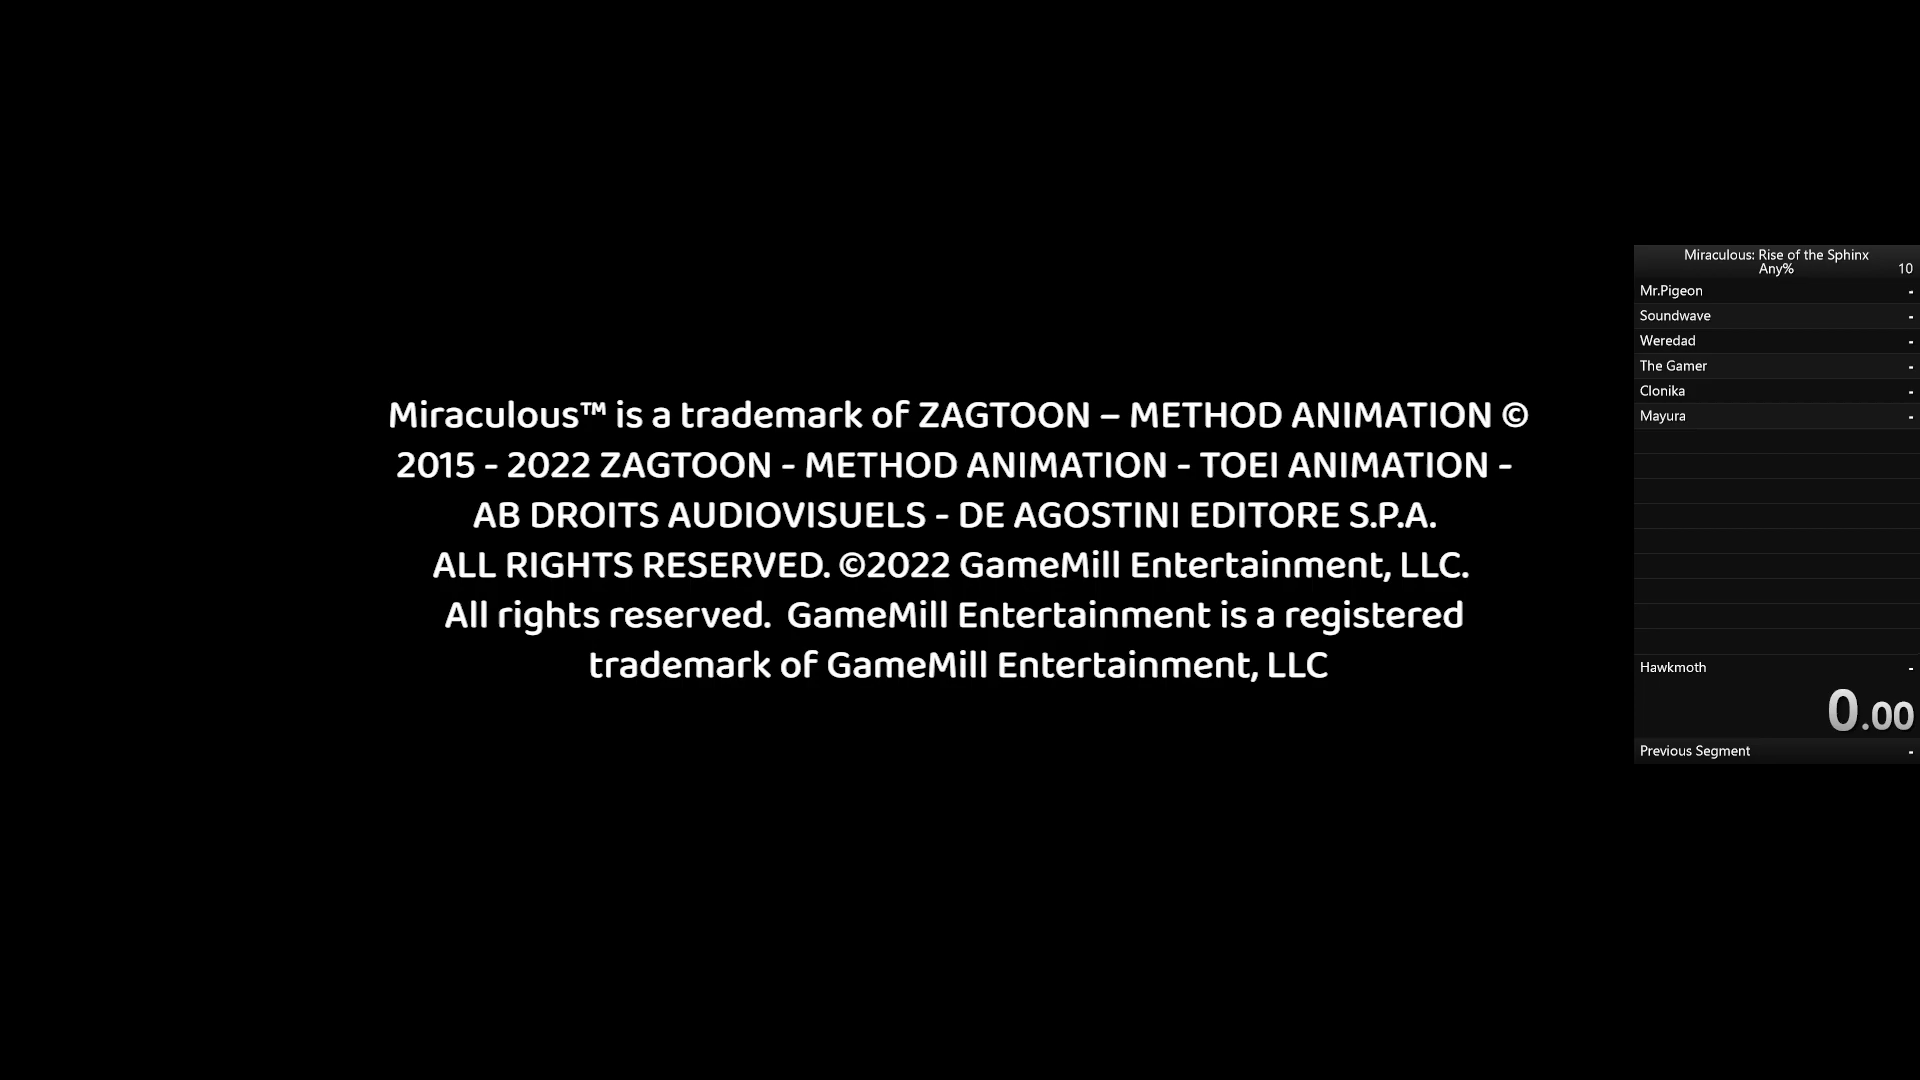 Miraculous™ is a trademark of ZAGTOON – METHOD ANIMATION ©
2015 - 2022 ZAGTOON - METHOD ANIMATION - TOEI ANIMATION -
AB DROITS AUDIOVISUELS - DE AGOSTINI EDITORE S.P.A.
ALL RIGHTS RESERVED. ©2022 GameMill Entertainment, LLC.
All rights reserved.  GameMill Entertainment is a registered
trademark of GameMill Entertainment, LLC
Miraculous: Rise of the Sphinx
Any% 10
Mr.Pigeon -
Soundwave -
Weredad -
The Gamer -
Clonika -
Mayura -
Hawkmoth -
0.00
Previous Segment -